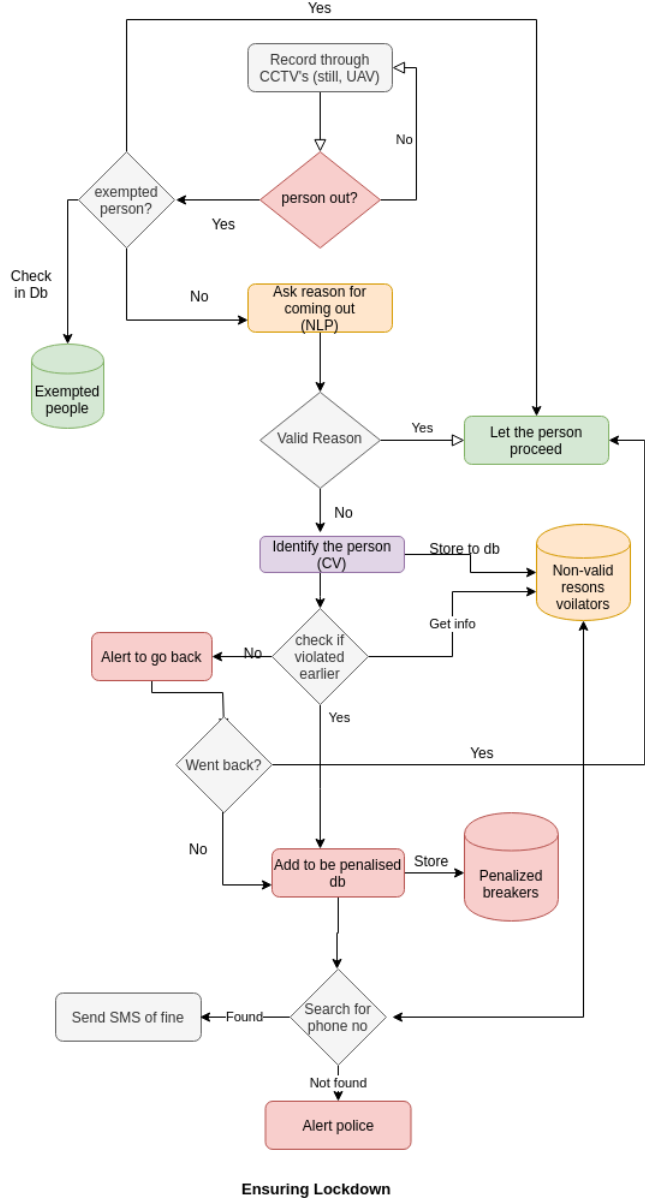 Yes
Record through
CCTV's (still, UAV)
No
exempted
person?
person out?
Yes
Check
in Db
No
Ask reason for
coming out
(NLP)
Exempted
people
Valid Reason
Yes
Let the person
proceed
No
Identify the person
(CV)
Store to db
Non-valid
resons
voilators
Get info
check if
violated
earlier
No
Alert to go back
Yes
Went back?
Yes
No
Add to be penalised
db
Store
Penalized
breakers
Search for
phone no
Found
Send SMS of fine
Not found
Alert police
Ensuring Lockdown